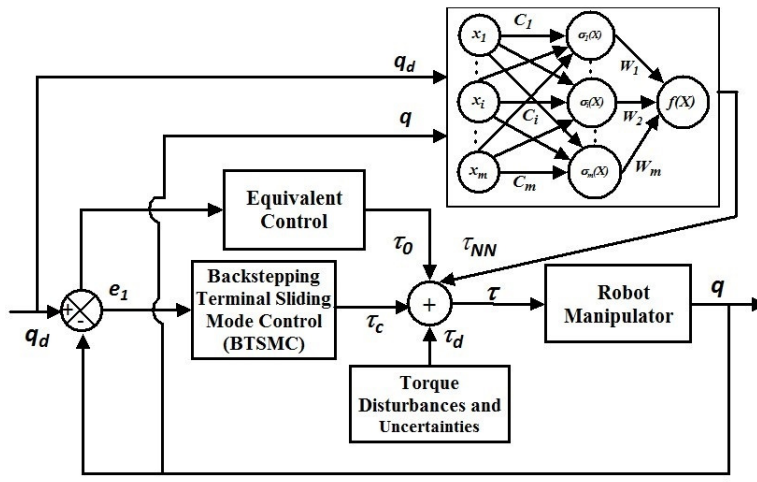 x1
C1
σ1(X)
W1
qd
xi
Ci
σi(X)
W2
f(X)
q
xm
Cm
σm(X)
Wm
Equivalent
Control
τ0
τNN
e1
Backstepping
Terminal Sliding
Mode Control
(BTSMC)
τc
+
τ
Robot
Manipulator
q
+
-
qd
τd
Torque
Disturbances and
Uncertainties